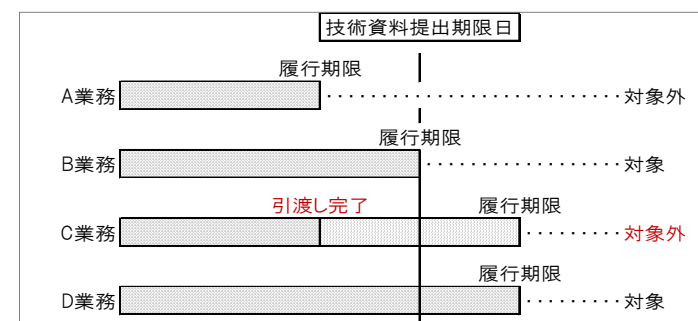 技術資料提出期限日
履行期限
A業務 ・・・・・・・・・・・・・・・・・・・・・・・・・・・ 対象外
履行期限
B業務 ・・・・・・・・・・・・・・・・・・ 対象
引渡し完了 履行期限
C業務 ・・・・・・・・・ 対象外
履行期限
D業務 ・・・・・・・・・ 対象